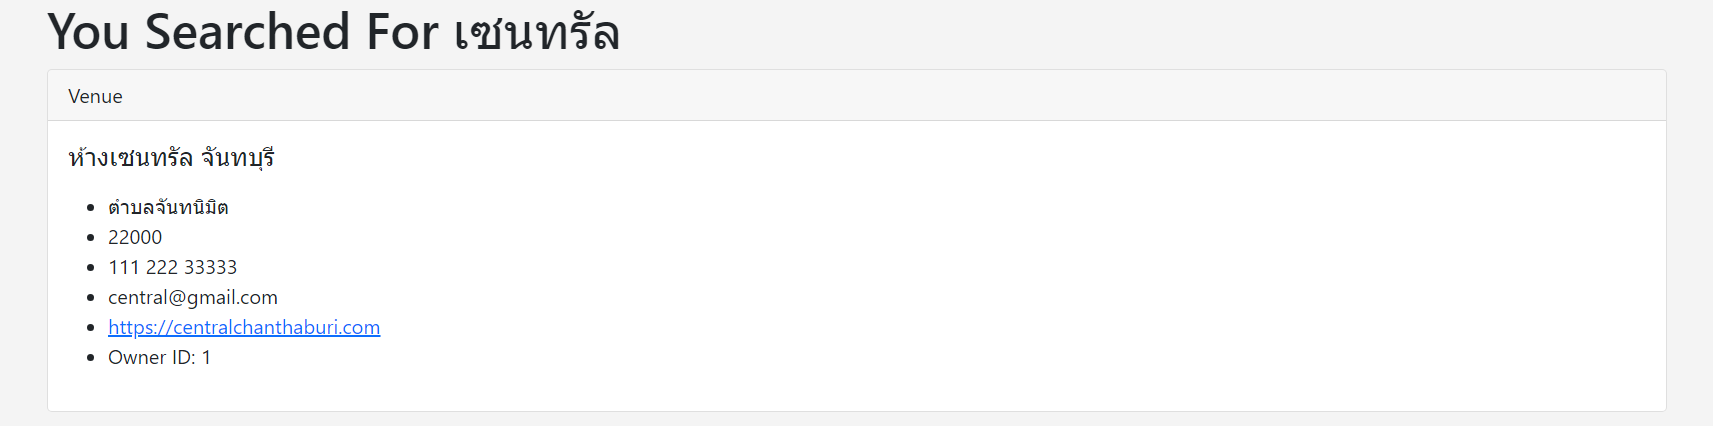 You Searched For เซนทรัล
Venue
ห้างเซนทรัล จันทบุรี
ตำบลจันทนิมิต
22000
111 222 33333
central@gmail.com
https://centralchanthaburi.com
Owner ID: 1